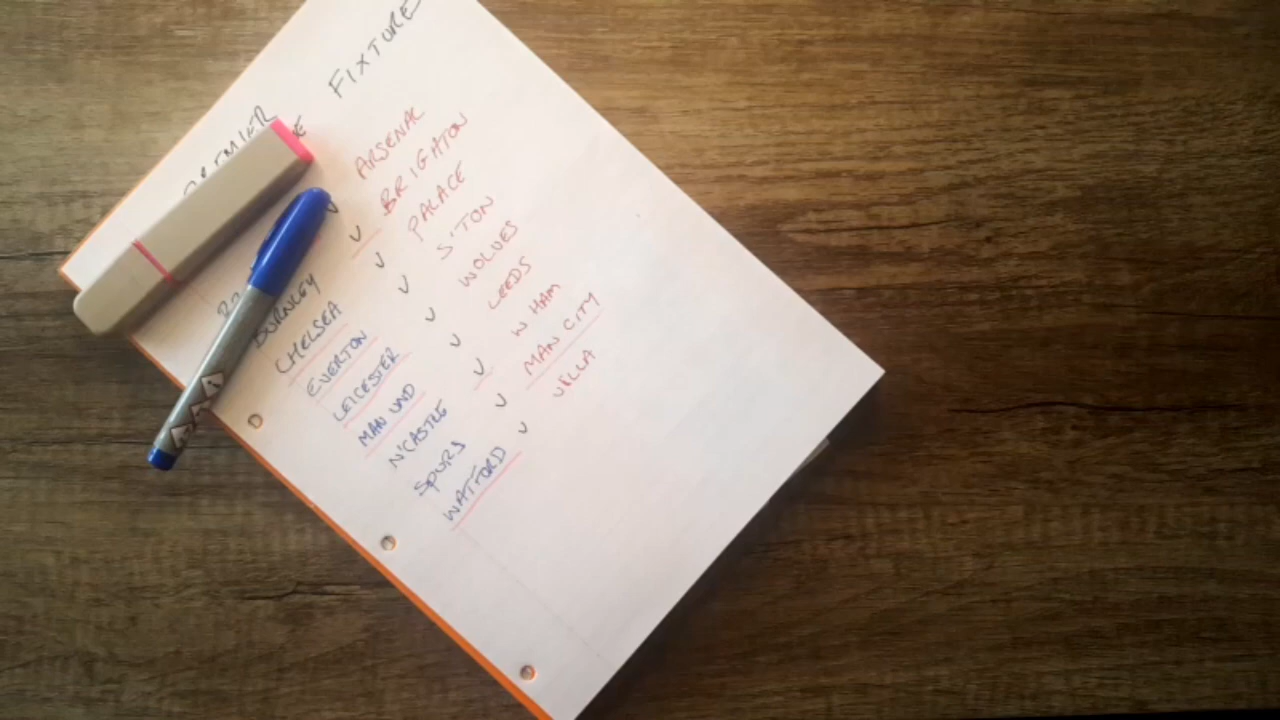 PREMIER
FIXTURE
V ARSENAL
BURNLEY V BRIGHTON
CHELSEA V PALACE
EVERTON V S'TON
LEICESTER V WOLVES
MAN UND V LEEDS
N'CASTLE V W HAM
SPURS V MAN CITY
WATFORD V VILLA